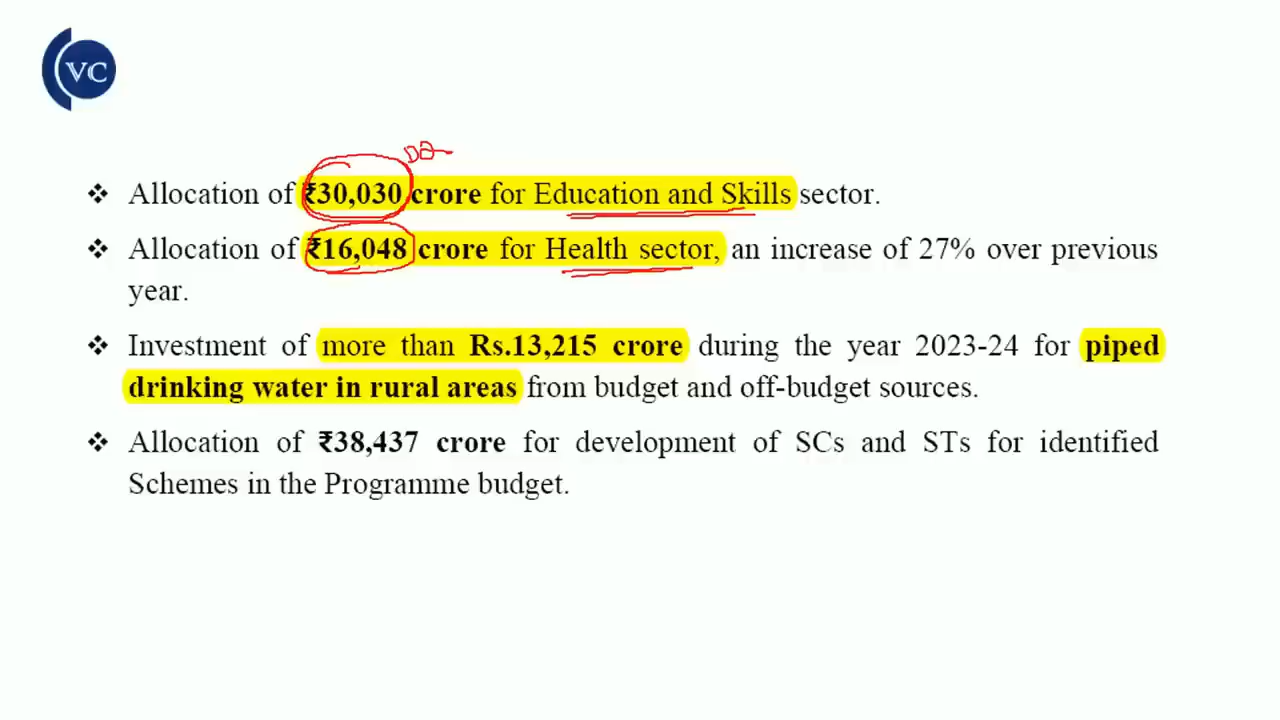 VC
❖ Allocation of ₹30,030 crore for Education and Skills sector.
❖ Allocation of ₹16,048 crore for Health sector, an increase of 27% over previous
year.
❖ Investment of more than Rs.13,215 crore during the year 2023-24 for piped
drinking water in rural areas from budget and off-budget sources.
❖ Allocation of ₹38,437 crore for development of SCs and STs for identified
Schemes in the Programme budget.